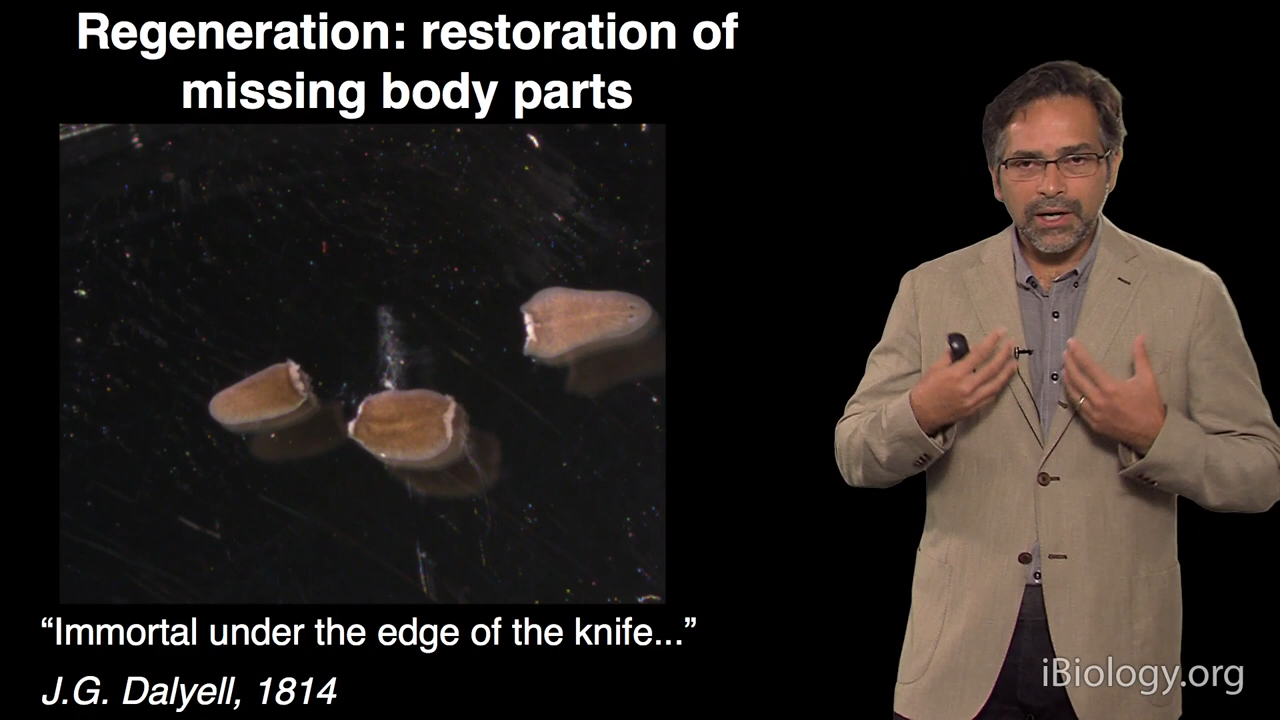 Regeneration: restoration of
missing body parts
“Immortal under the edge of the knife...”
J.G. Dalyell, 1814
iBiology.org